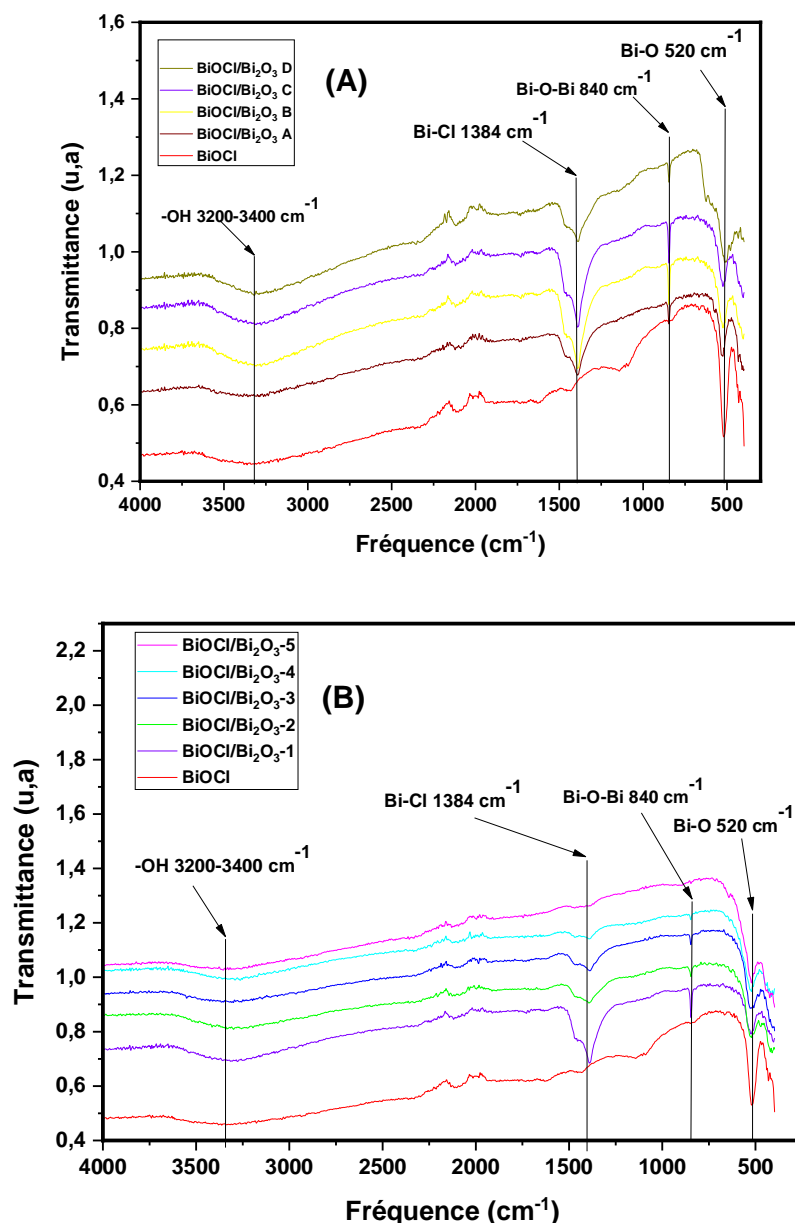 (A)
BiOCl/Bi₂O₃ D
BiOCl/Bi₂O₃ C
BiOCl/Bi₂O₃ B
BiOCl/Bi₂O₃ A
BiOCl
Bi-O 520 cm⁻¹
Bi-O-Bi 840 cm⁻¹
Bi-Cl 1384 cm⁻¹
-OH 3200-3400 cm⁻¹
Transmittance (u,a)
1,6
1,4
1,2
1,0
0,8
0,6
0,4
4000 3500 3000 2500 2000 1500 1000 500
Fréquence (cm⁻¹)
(B)
BiOCl/Bi₂O₃-5
BiOCl/Bi₂O₃-4
BiOCl/Bi₂O₃-3
BiOCl/Bi₂O₃-2
BiOCl/Bi₂O₃-1
BiOCl
Bi-Cl 1384 cm⁻¹
Bi-O-Bi 840 cm⁻¹
Bi-O 520 cm⁻¹
-OH 3200-3400 cm⁻¹
Transmittance (u,a)
2,2
2,0
1,8
1,6
1,4
1,2
1,0
0,8
0,6
0,4
4000 3500 3000 2500 2000 1500 1000 500
Fréquence (cm⁻¹)